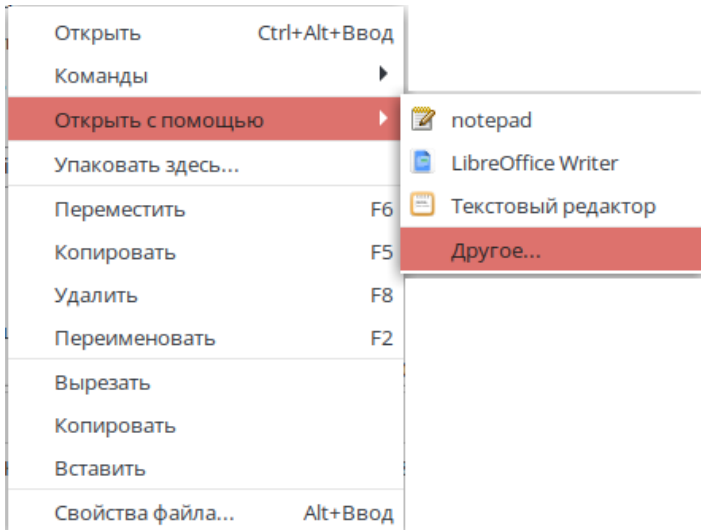 Открыть Ctrl+Alt+Ввод
Команды
Открыть с помощью
Упаковать здесь...
Переместить F6
Копировать F5
Удалить F8
Переименовать F2
Вырезать
Копировать
Вставить
Свойства файла... Alt+Ввод
notepad
LibreOffice Writer
Текстовый редактор
Другое...